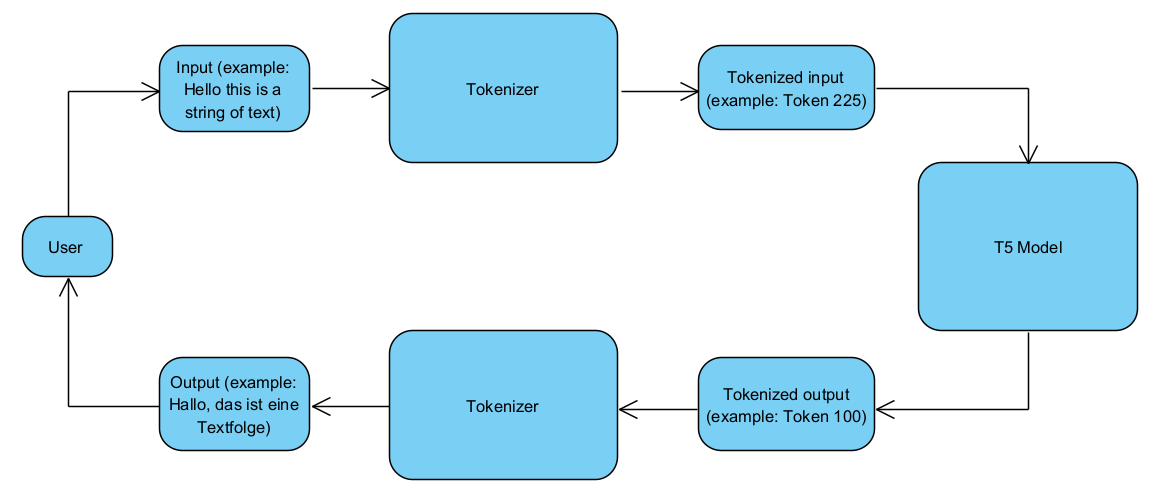 Input (example:
Hello this is a
string of text)
Tokenizer
Tokenized input
(example: Token 225)
User
T5 Model
Output (example:
Hallo, das ist eine
Textfolge)
Tokenizer
Tokenized output
(example: Token 100)